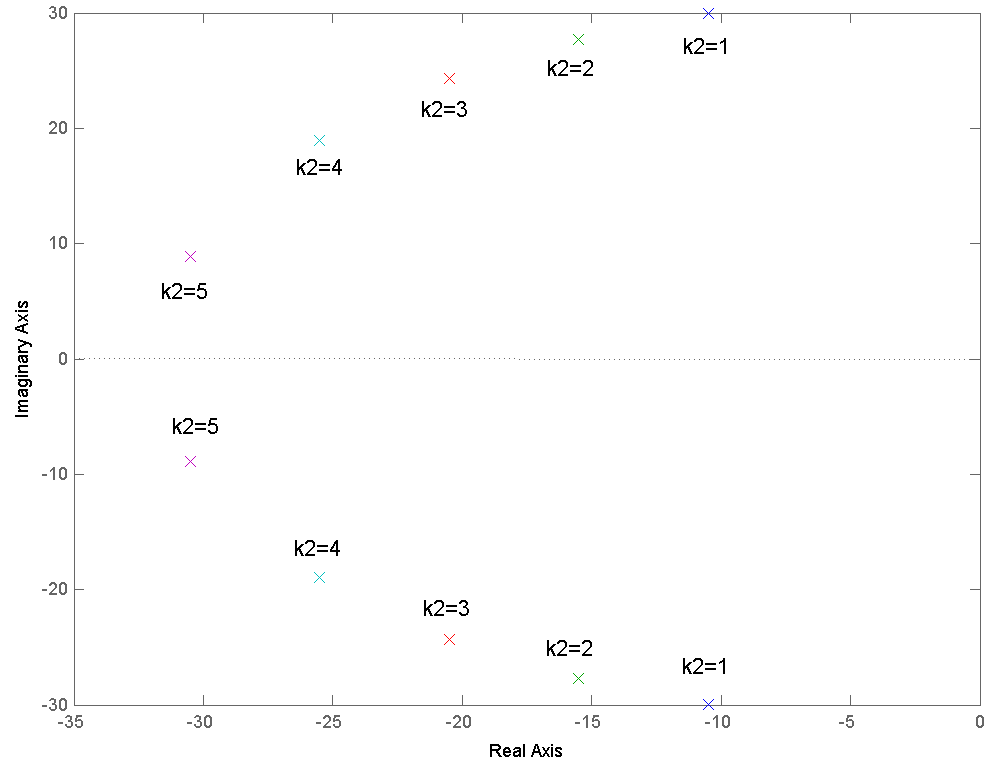 30
k2=1
k2=2
k2=3
20
k2=4
10
k2=5
0
Imaginary Axis
k2=5
-10
k2=4
-20
k2=3
k2=2
k2=1
-30
-35
-30
-25
-20
-15
-10
-5
0
Real Axis